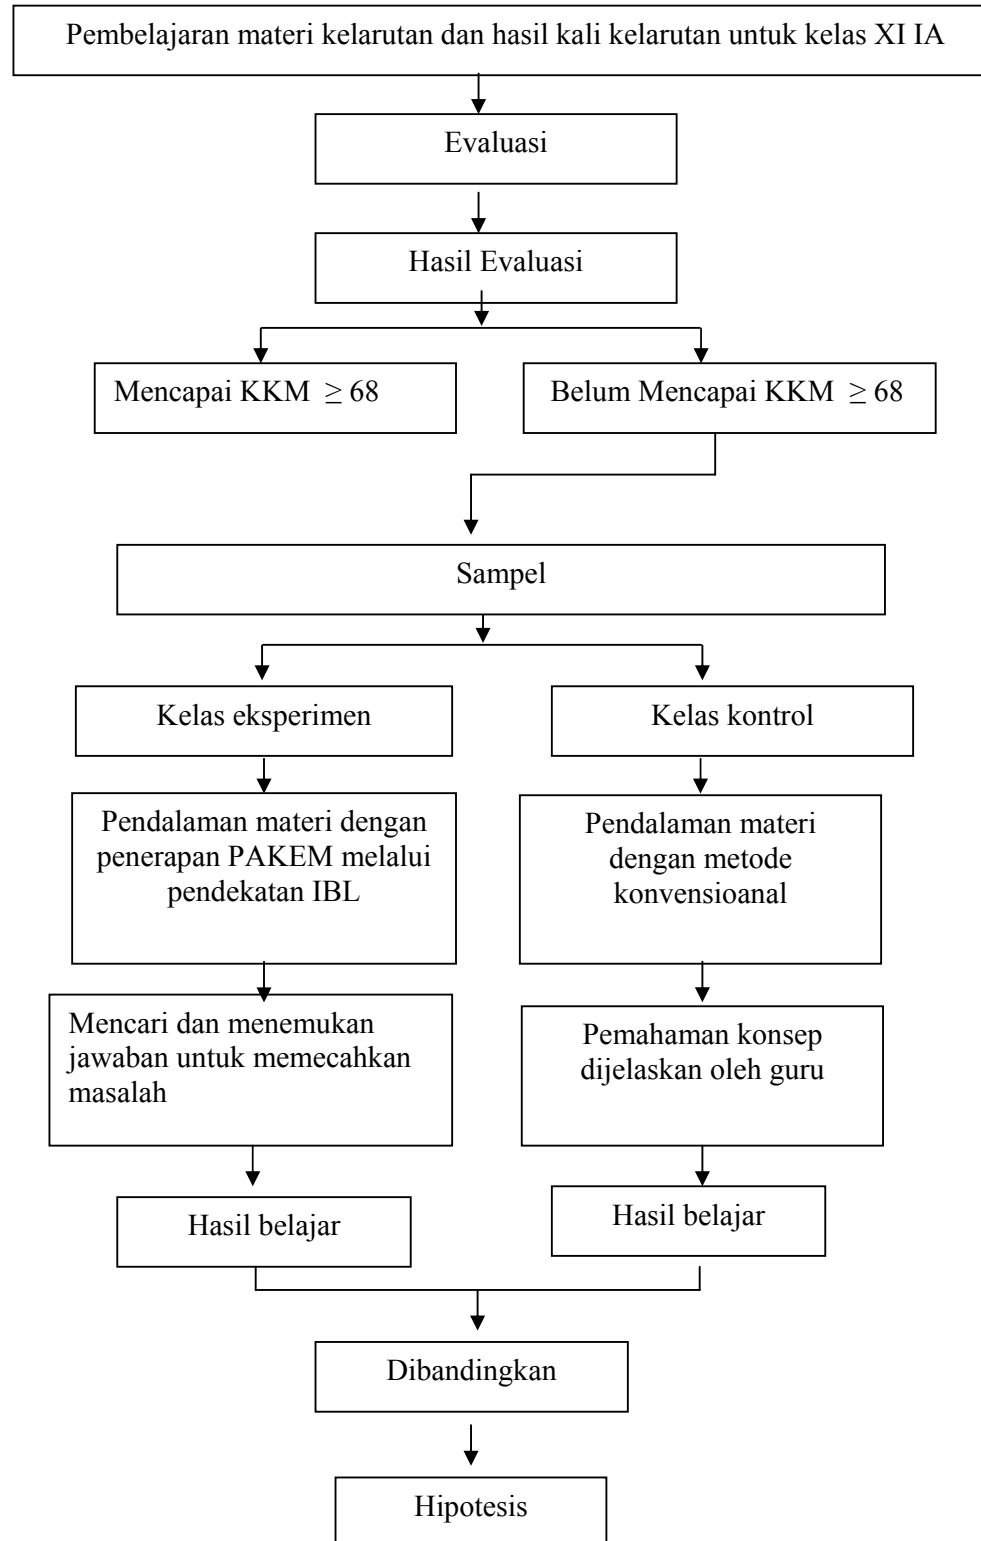 Pembelajaran materi kelarutan dan hasil kali kelarutan untuk kelas XI IA
Evaluasi
Hasil Evaluasi
Mencapai KKM ≥ 68
Belum Mencapai KKM ≥ 68
Sampel
Kelas eksperimen
Kelas kontrol
Pendalaman materi dengan
penerapan PAKEM melalui
pendekatan IBL
Pendalaman materi
dengan metode
konvensioanal
Mencari dan menemukan
jawaban untuk memecahkan
masalah
Pemahaman konsep
dijelaskan oleh guru
Hasil belajar
Hasil belajar
Dibandingkan
Hipotesis